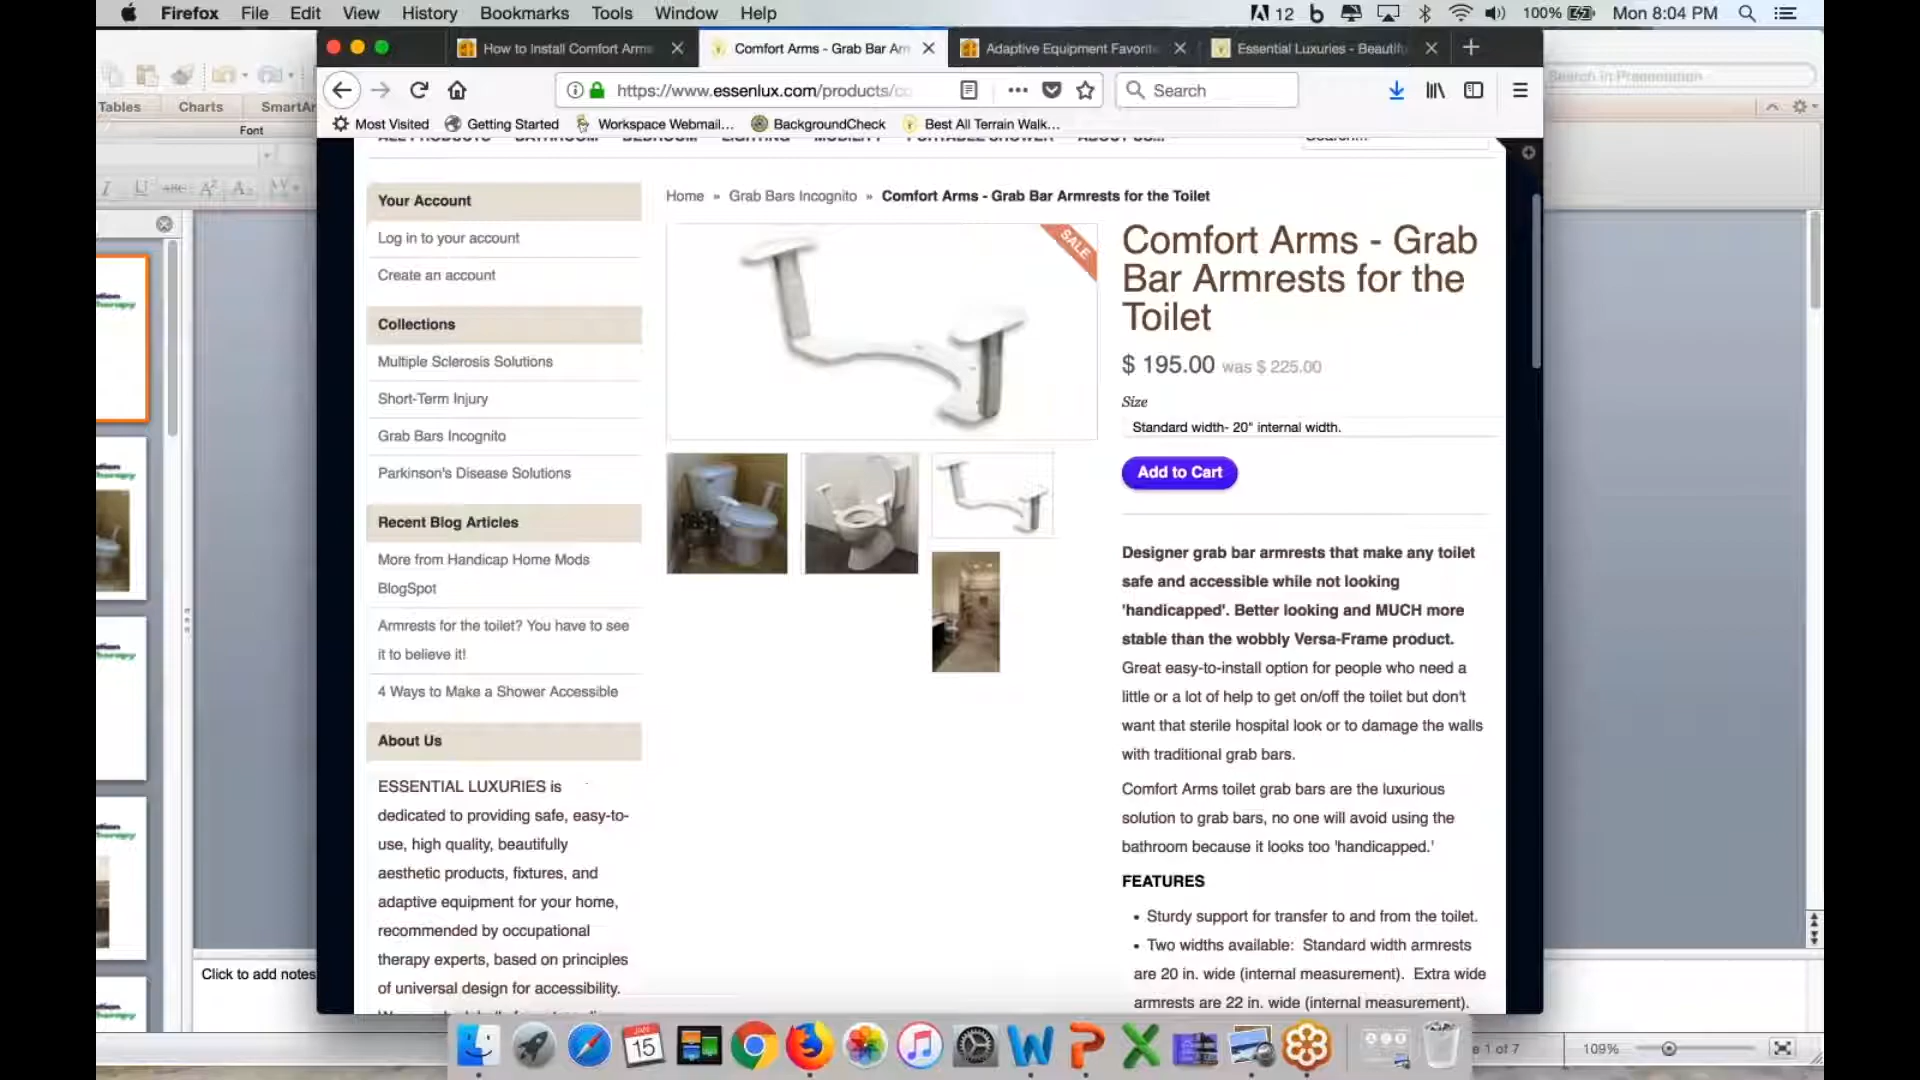 Firefox File Edit View History Bookmarks Tools Window Help 12 100% Mon 8:04 PM
How to Install Comfort Arms
Comfort Arms - Grab Bar Arm
Adaptive Equipment Favorit
Essential Luxuries - Beautif
Search in Presentation
https://www.essenlux.com/products/co
Search
Tables Charts SmartAr
Font
Most Visited Getting Started Workspace Webmail... BackgroundCheck Best All Terrain Walk...
Your Account
Log in to your account
Create an account
Collections
Multiple Sclerosis Solutions
Short-Term Injury
Grab Bars Incognito
Parkinson's Disease Solutions
Recent Blog Articles
More from Handicap Home Mods
BlogSpot
Armrests for the toilet? You have to see
it to believe it!
4 Ways to Make a Shower Accessible
About Us
ESSENTIAL LUXURIES is
dedicated to providing safe, easy-to-
use, high quality, beautifully
aesthetic products, fixtures, and
adaptive equipment for your home,
recommended by occupational
therapy experts, based on principles
of universal design for accessibility.
Home » Grab Bars Incognito » Comfort Arms - Grab Bar Armrests for the Toilet
SALE
Comfort Arms - Grab
Bar Armrests for the
Toilet
$ 195.00 was $ 225.00
Size
Standard width- 20" internal width.
Add to Cart
Designer grab bar armrests that make any toilet
safe and accessible while not looking
'handicapped'. Better looking and MUCH more
stable than the wobbly Versa-Frame product.
Great easy-to-install option for people who need a
little or a lot of help to get on/off the toilet but don't
want that sterile hospital look or to damage the walls
with traditional grab bars.
Comfort Arms toilet grab bars are the luxurious
solution to grab bars, no one will avoid using the
bathroom because it looks too 'handicapped.'
FEATURES
• Sturdy support for transfer to and from the toilet.
• Two widths available: Standard width armrests
are 20 in. wide (internal measurement). Extra wide
armrests are 22 in. wide (internal measurement).
Click to add notes
JAN
15
e 1 of 7
109%